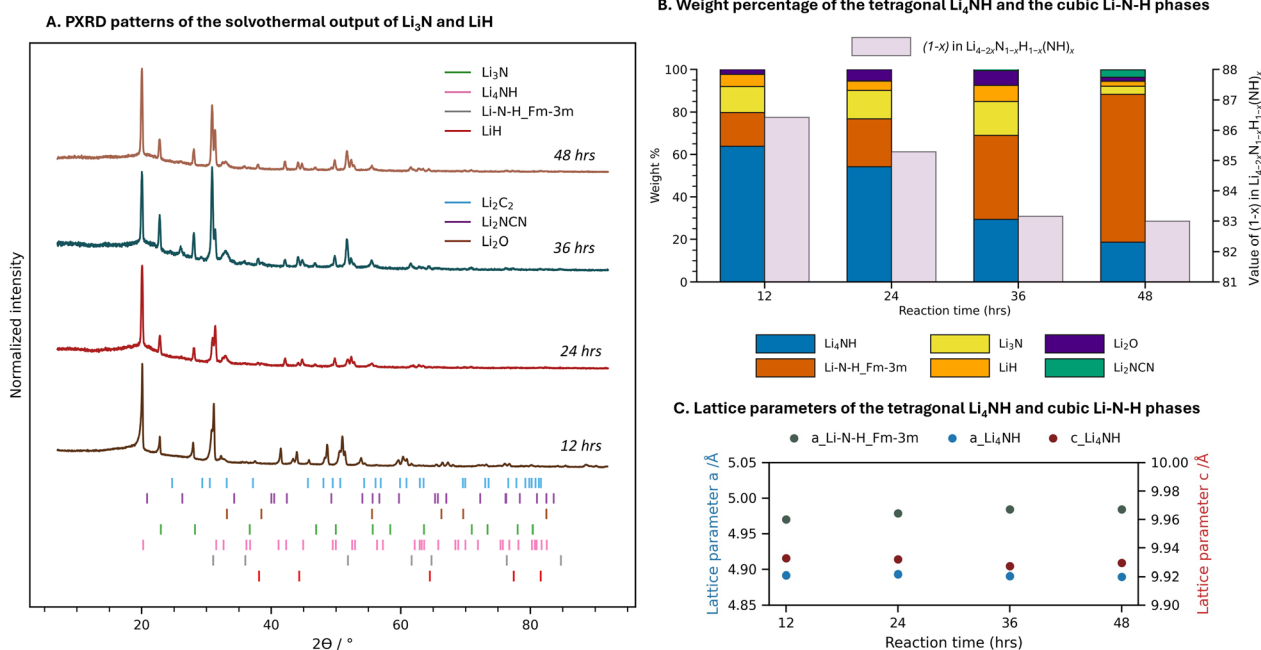 A. PXRD patterns of the solvothermal output of Li₃N and LiH
Normalized intensity
Li₃N
Li₄NH
Li-N-H_Fm-3m
LiH
48 hrs
Li₂C₂
Li₂NCN
Li₂O
36 hrs
24 hrs
12 hrs
20 40 60 80
2Θ / °
B. Weight percentage of the tetragonal Li₄NH and the cubic Li-N-H phases
(1-x) in Li₄₋₂ₓN₁₋ₓH₁₋ₓ(NH)ₓ
Weight %
100
80
60
40
20
0
88
87
86
85
84
83
82
81
Value of (1-x) in Li₄₋₂ₓN₁₋ₓH₁₋ₓ(NH)ₓ
12 24 36 48
Reaction time (hrs)
Li₄NH Li₃N Li₂O
Li-N-H_Fm-3m LiH Li₂NCN
C. Lattice parameters of the tetragonal Li₄NH and cubic Li-N-H phases
a_Li-N-H_Fm-3m a_Li4NH c_Li4NH
Lattice parameter a /Å
5.05
5.00
4.95
4.90
4.85
10.00
9.98
9.96
9.94
9.92
9.90
Lattice parameter c /Å
12 24 36 48
Reaction time (hrs)